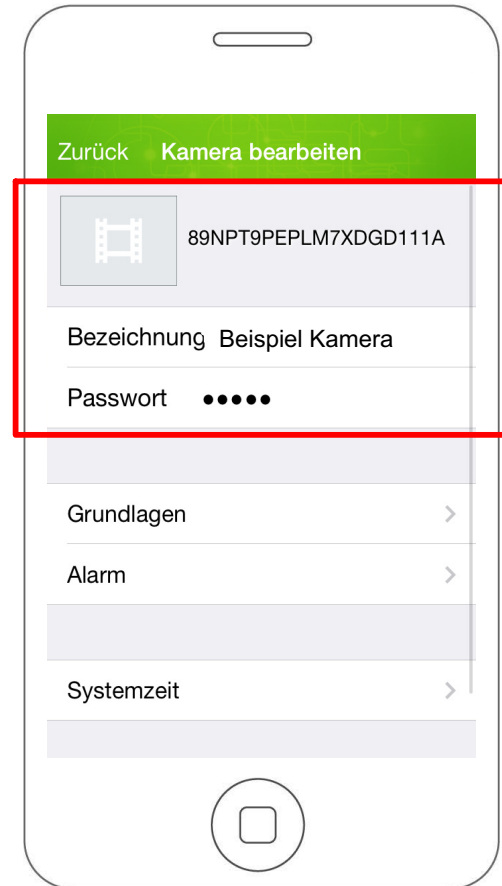 Zurück Kamera bearbeiten
89NPT9PEPLM7XDGD111A
Bezeichnung Beispiel Kamera
Passwort •••••
Grundlagen
Alarm
Systemzeit